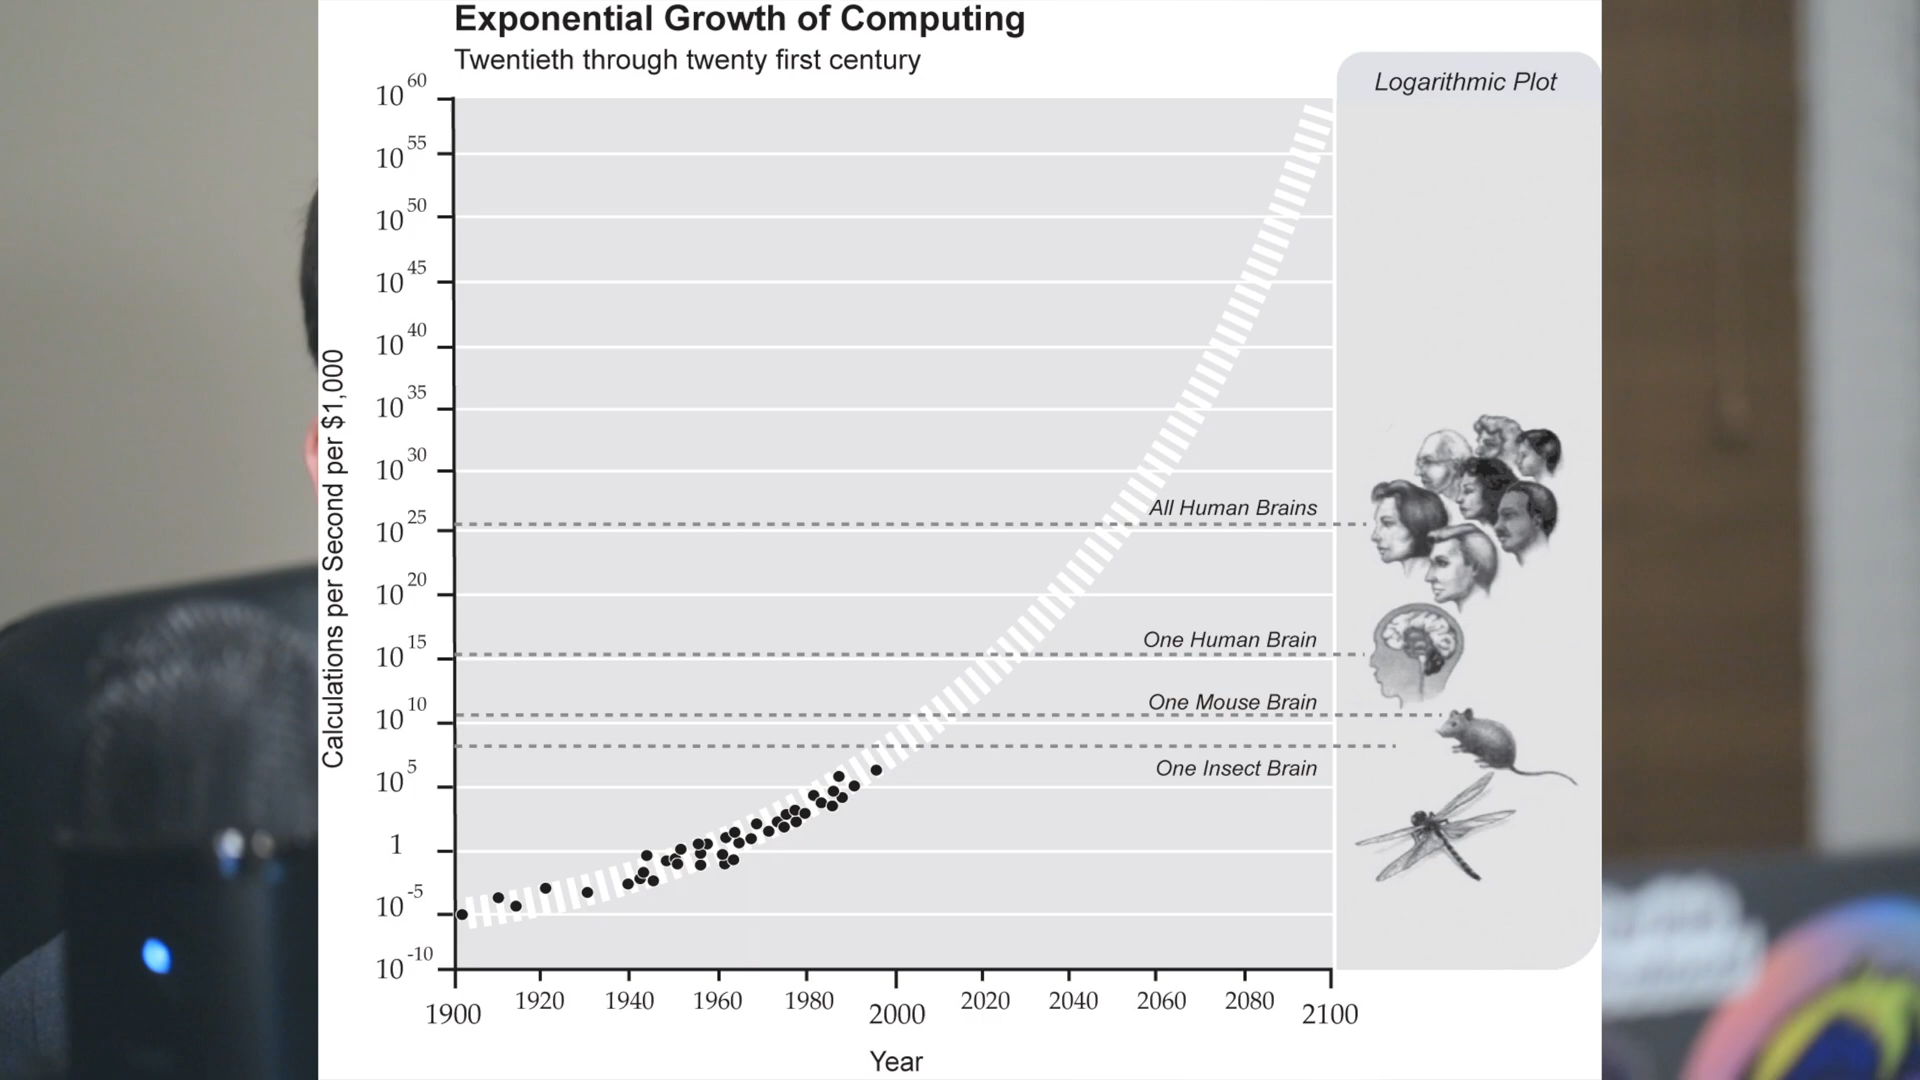 Exponential Growth of Computing
Twentieth through twenty first century
Logarithmic Plot
10 60
10 55
10 50
10 45
10 40
10 35
10 30
10 25
10 20
10 15
10 10
10 5
1
10 -5
10 -10
Calculations per Second per $1,000
All Human Brains
One Human Brain
One Mouse Brain
One Insect Brain
1900 1920 1940 1960 1980 2000 2020 2040 2060 2080 2100
Year